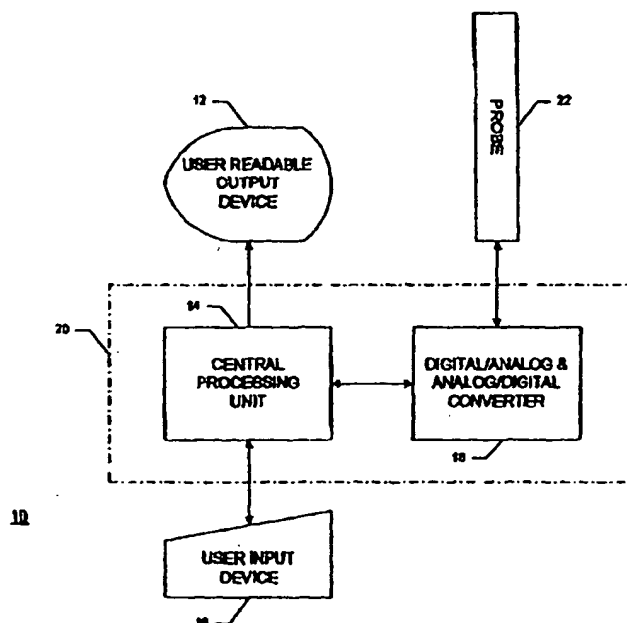 12
USER READABLE
OUTPUT
DEVICE
PROBE
22
20
14
CENTRAL
PROCESSING
UNIT
DIGITAL/ANALOG &
ANALOG/DIGITAL
CONVERTER
18
10
USER INPUT
DEVICE